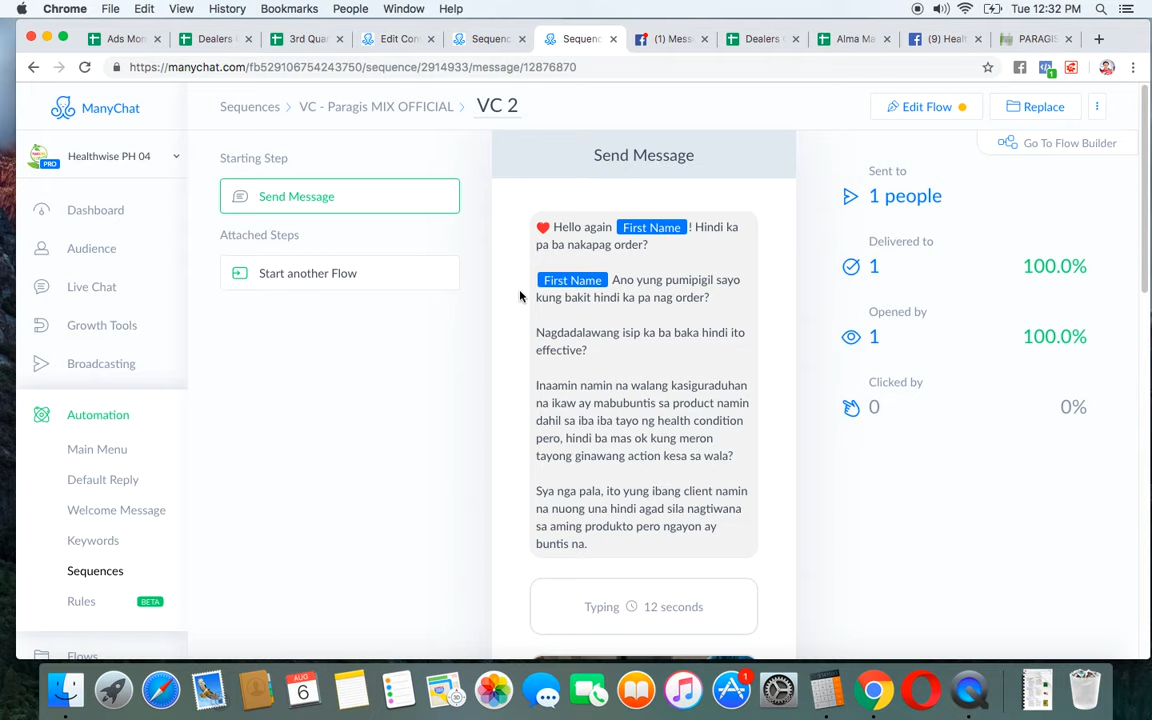 Chrome File Edit View History Bookmarks People Window Help Tue 12:32 PM
Ads Mon Dealers C 3rd Quar Edit Con Sequenc Sequenc (1) Mess Dealers C Alma Ma (9) Healt PARAGIS
https://manychat.com/fb529106754243750/sequence/2914933/message/12876870
ManyChat
Sequences > VC - Paragis MIX OFFICIAL > VC 2
Edit Flow
Replace
Go To Flow Builder
Healthwise PH 04
PRO
Dashboard
Audience
Live Chat
Growth Tools
Broadcasting
Automation
Main Menu
Default Reply
Welcome Message
Keywords
Sequences
Rules BETA
Flows
Starting Step
Send Message
Attached Steps
Start another Flow
Send Message
❤️ Hello again First Name ! Hindi ka
pa ba nakapag order?
First Name Ano yung pumipigil sayo
kung bakit hindi ka pa nag order?
Nagdadalawang isip ka ba baka hindi ito
effective?
Inaamin namin na walang kasiguraduhan
na ikaw ay mabubuntis sa product namin
dahil sa iba iba tayo ng health condition
pero, hindi ba mas ok kung meron
tayong ginawang action kesa sa wala?
Sya nga pala, ito yung ibang client namin
na nuong una hindi agad sila nagtiwana
sa aming produkto pero ngayon ay
buntis na.
Typing 12 seconds
Sent to
1 people
Delivered to
1 100.0%
Opened by
1 100.0%
Clicked by
0 0%
AUG
6
1